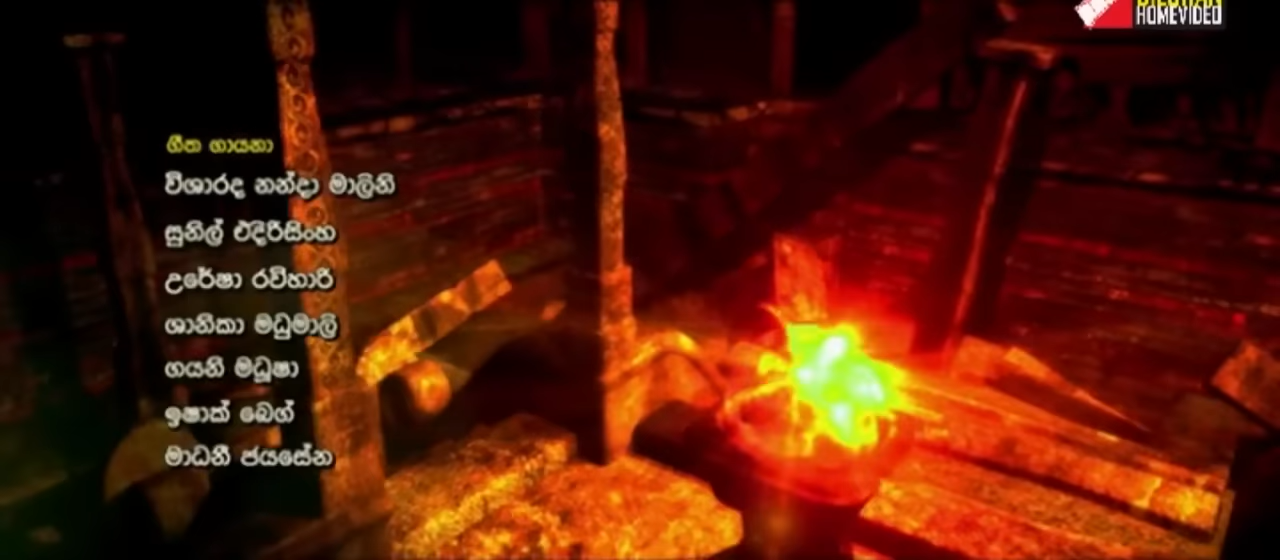 HOMEVIDEO
ගීත ගායනා
විශාරද නන්දා මාලිනී
සුනිල් එදිරිසිංහ
උරේෂා රවිහාරි
ශානිකා මධුමාලි
ගයනි මධූෂා
ඉෂාක් බෙග්
මාධනී ජයසේන